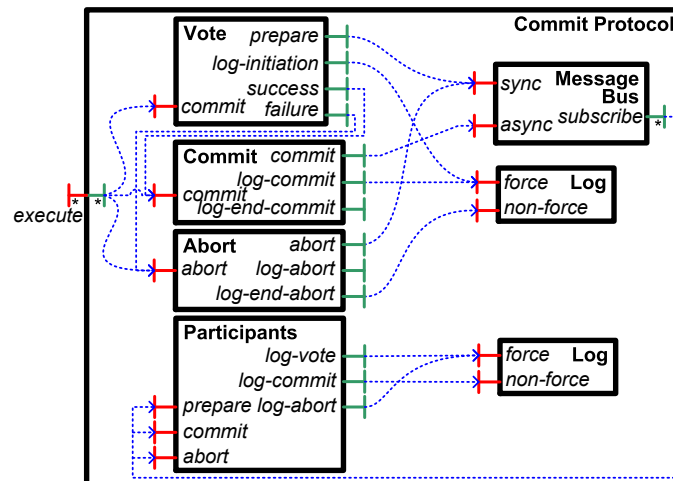 Commit Protocol
Vote
prepare
log-initiation
success
commit
failure
Message
Bus
sync
subscribe
async
*
Commit
commit
log-commit
commit
log-end-commit
force Log
non-force
execute
* *
Abort
abort
abort log-abort
log-end-abort
Participants
log-vote
log-commit
prepare log-abort
commit
abort
force Log
non-force